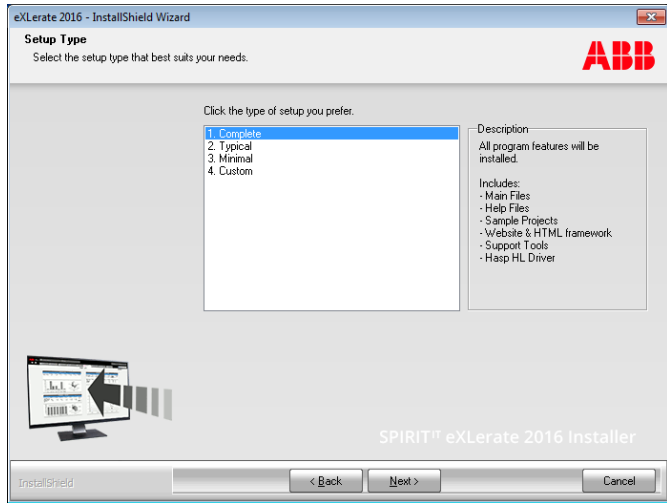 eXLerate 2016 - InstallShield Wizard
Setup Type
Select the setup type that best suits your needs.
ABB
Click the type of setup you prefer.
1. Complete
2. Typical
3. Minimal
4. Custom
Description
All program features will be
installed.
Includes:
- Main Files
- Help Files
- Sample Projects
- Website & HTML framework
- Support Tools
- Hasp HL Driver
SPIRIT IT eXLerate 2016 Installer
InstallShield
< Back
Next >
Cancel